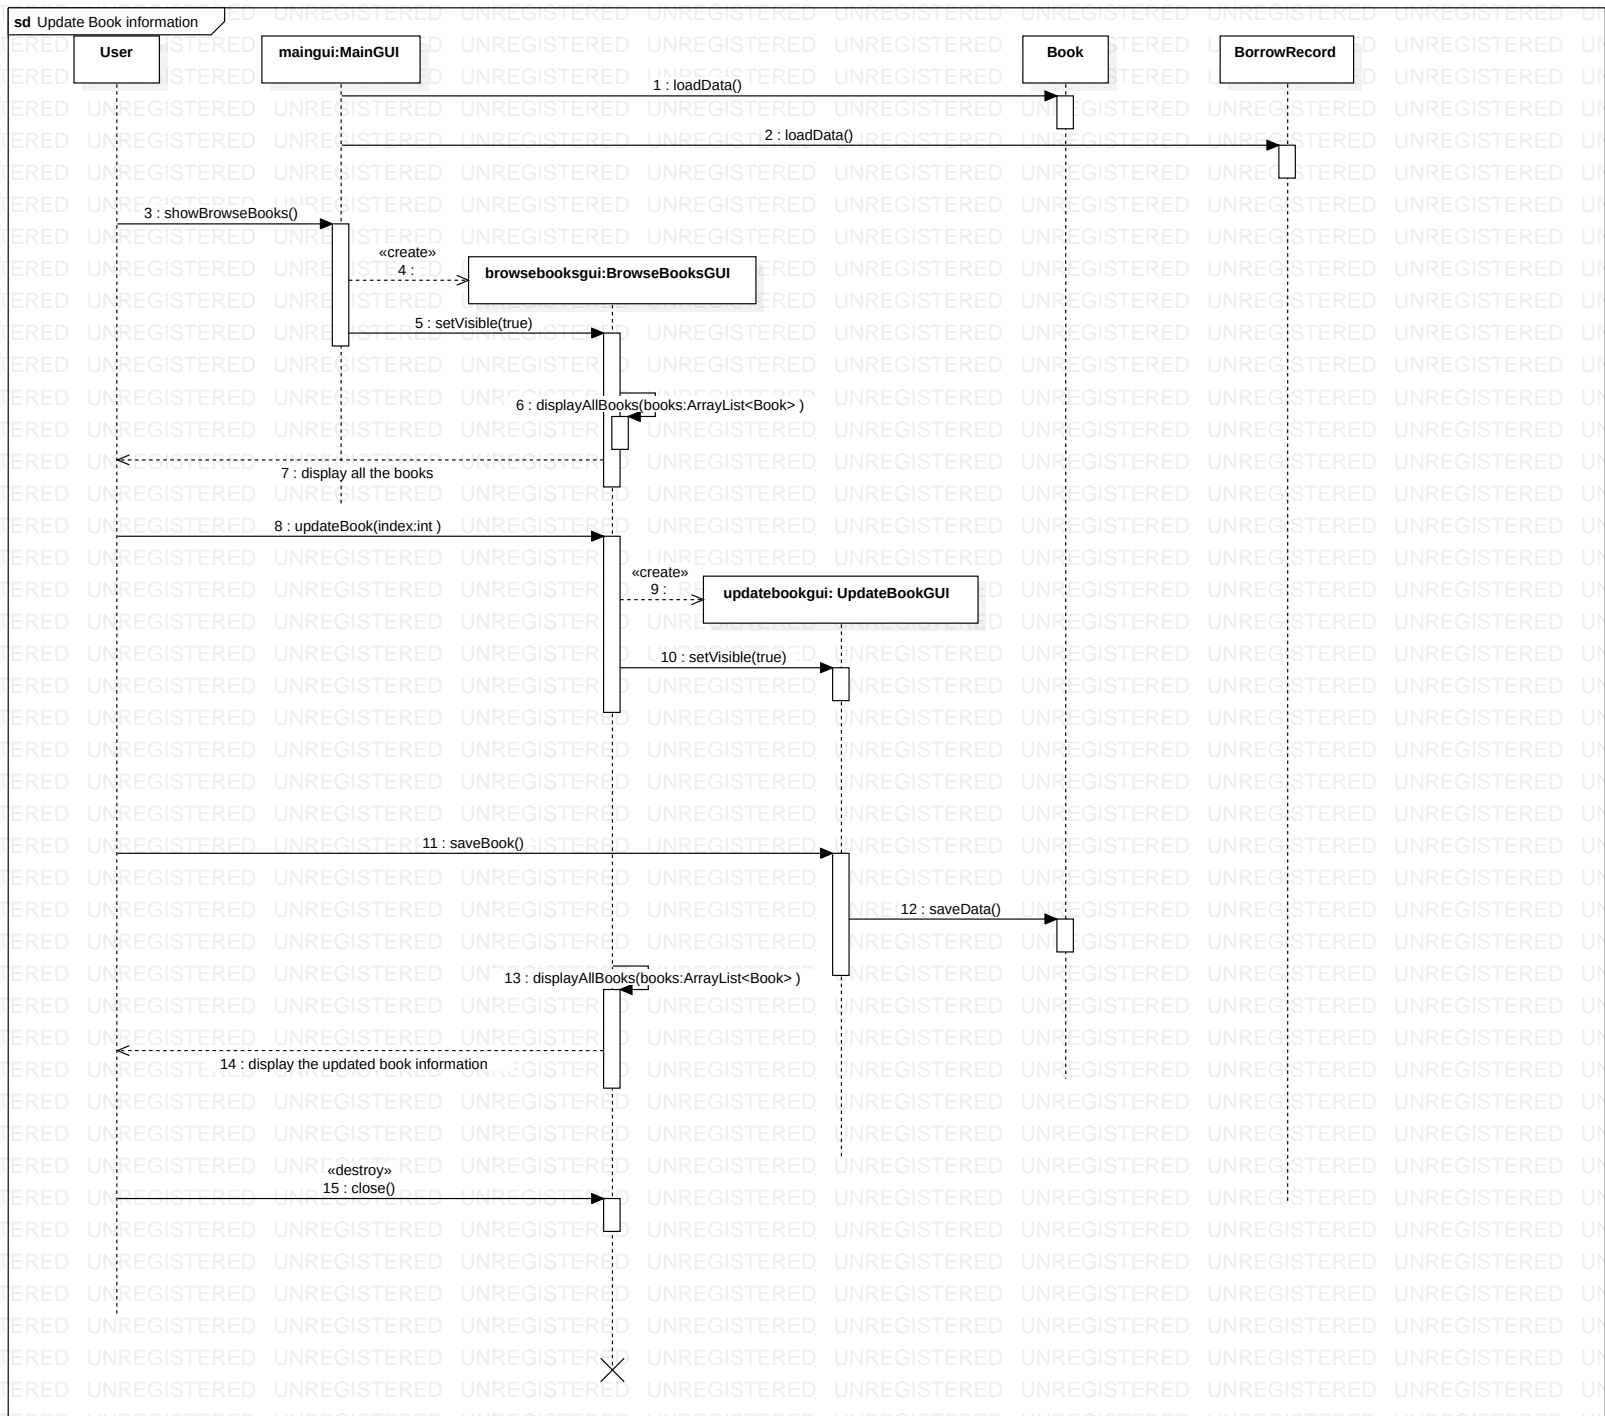 sd Update Book information
User
maingui:MainGUI
Book
BorrowRecord
1 : loadData()
2 : loadData()
3 : showBrowseBooks()
«create»
4 :
browsebooksgui:BrowseBooksGUI
5 : setVisible(true)
6 : displayAllBooks(books:ArrayList<Book> )
7 : display all the books
8 : updateBook(index:int )
«create»
9 :
updatebookgui: UpdateBookGUI
10 : setVisible(true)
11 : saveBook()
12 : saveData()
13 : displayAllBooks(books:ArrayList<Book> )
14 : display the updated book information
«destroy»
15 : close()
UNREGISTERED